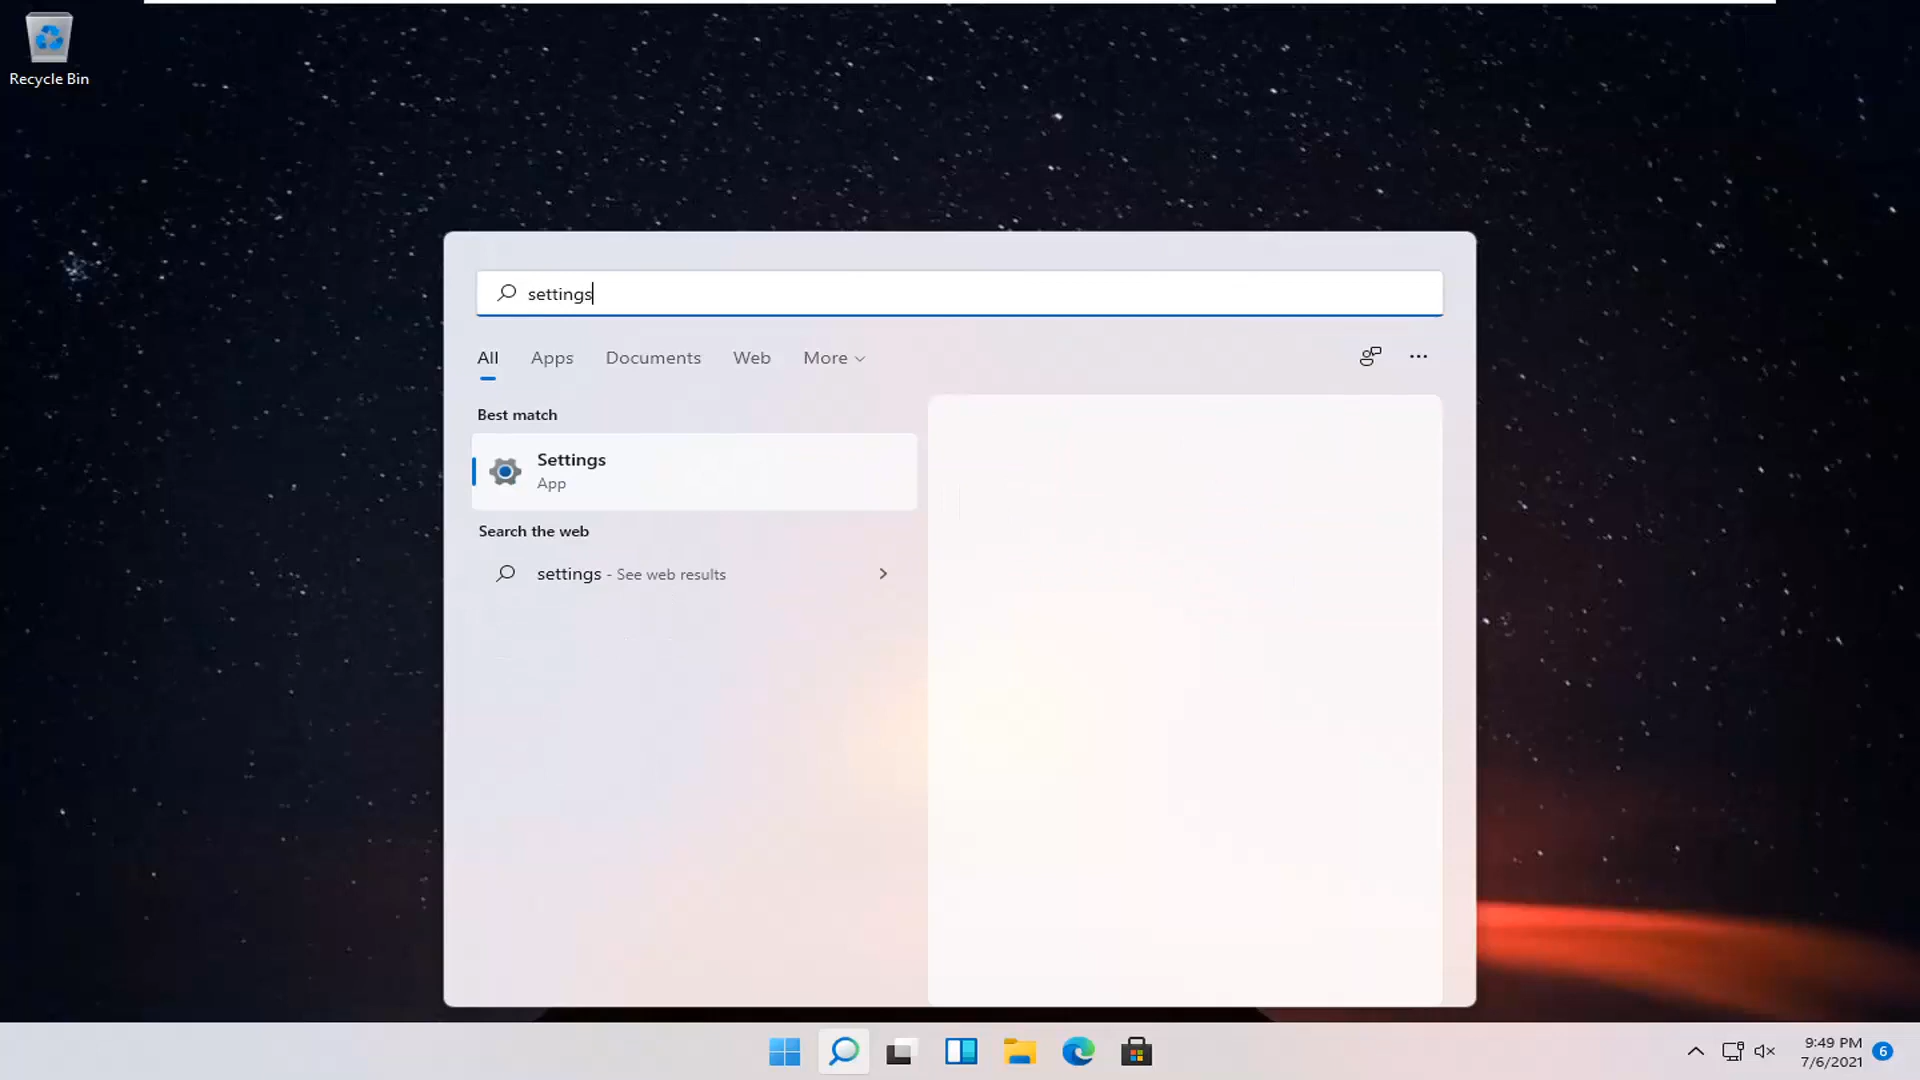 Recycle Bin
settings
All Apps Documents Web More
Best match
Settings
App
Search the web
settings - See web results
9:49 PM
7/6/2021
6